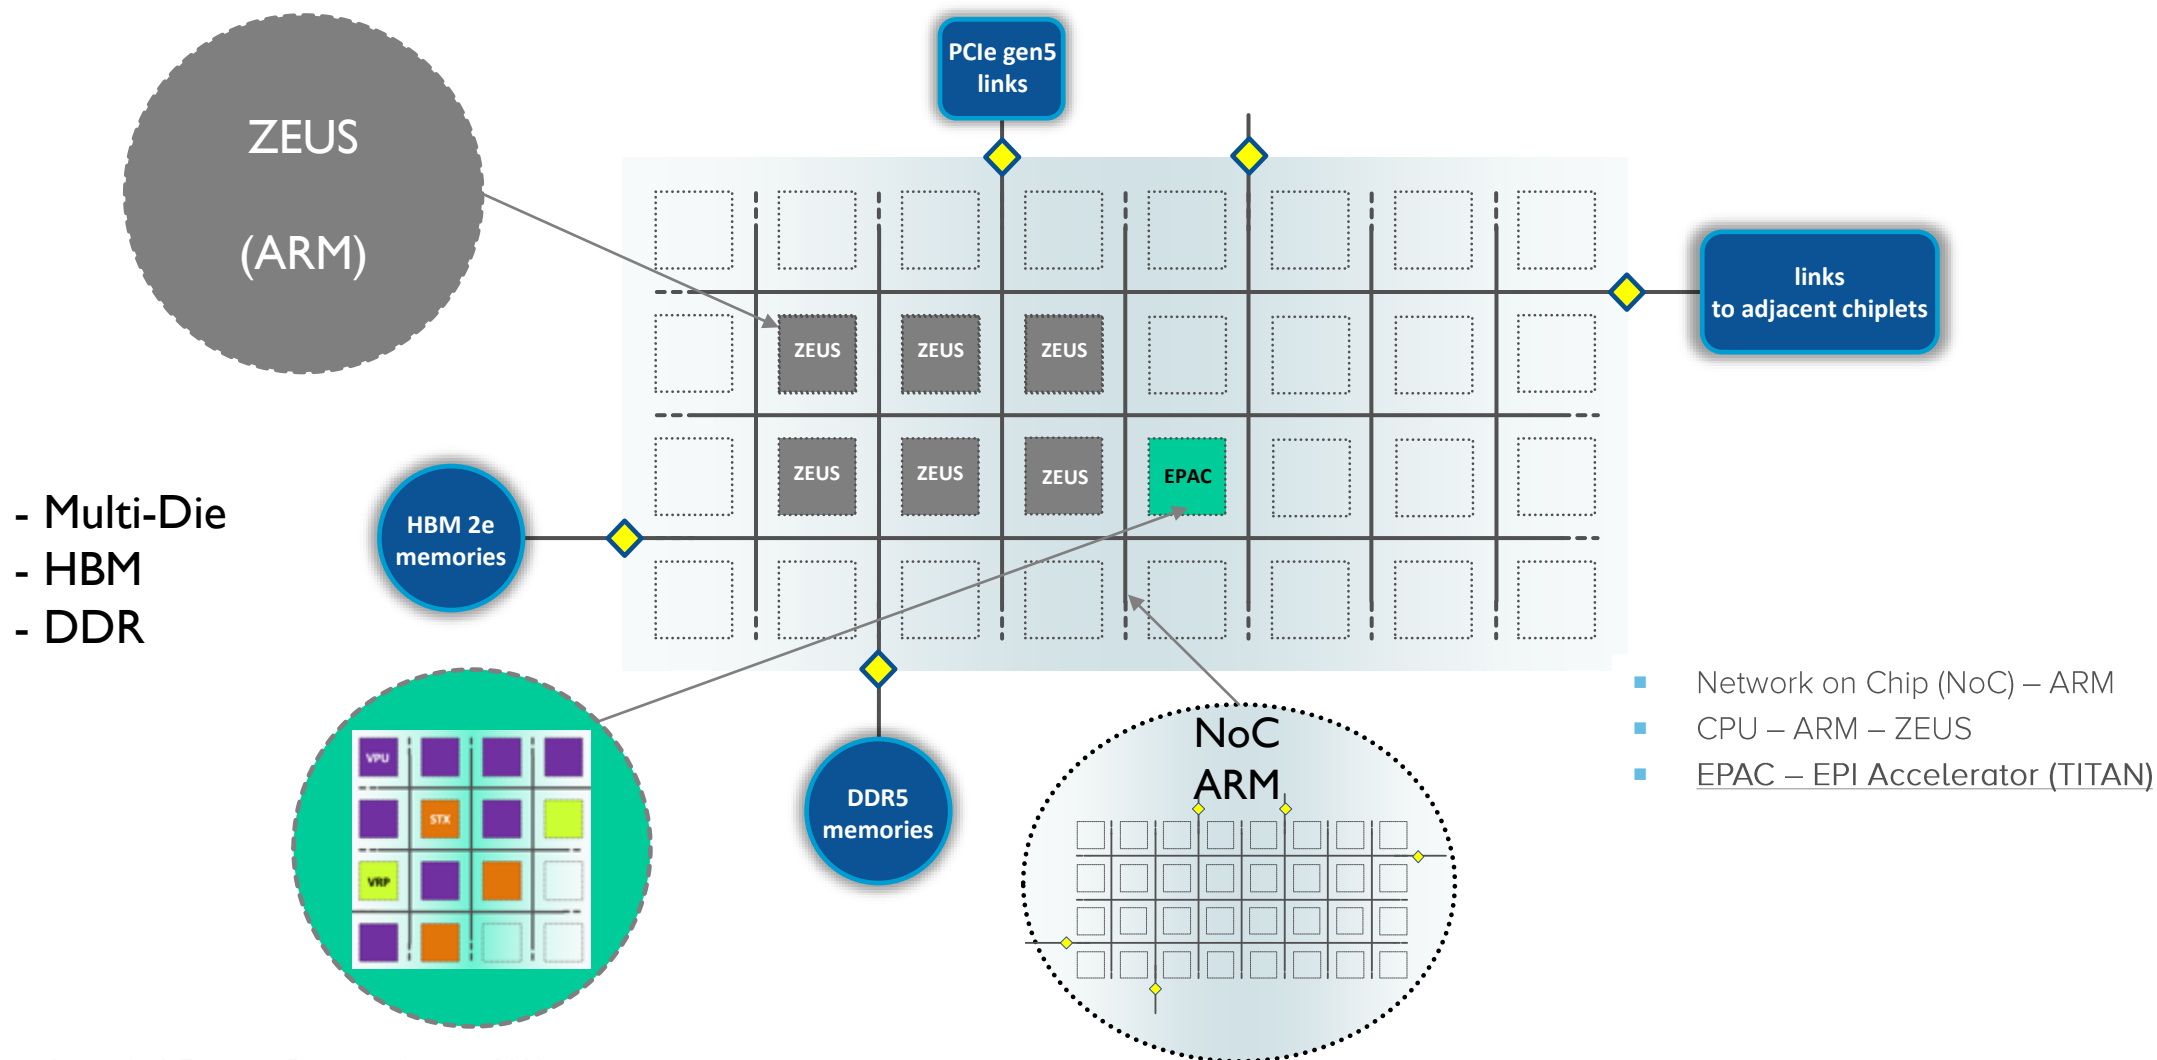 ZEUS
(ARM)
PCIe gen5
links
links
to adjacent chiplets
ZEUS
ZEUS
ZEUS
ZEUS
ZEUS
ZEUS
EPAC
- Multi-Die
- HBM
- DDR
HBM 2e
memories
DDR5
memories
VPU
STX
VRP
NoC
ARM
Network on Chip (NoC) – ARM
CPU – ARM – ZEUS
EPAC – EPI Accelerator (TITAN)